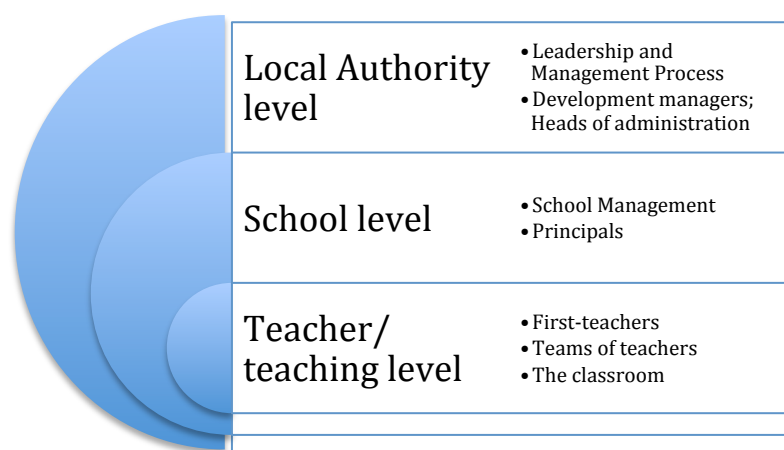 Local Authority
level
• Leadership and
Management Process
• Development managers;
Heads of administration
School level
• School Management
• Principals
Teacher/
teaching level
• First-teachers
• Teams of teachers
• The classroom